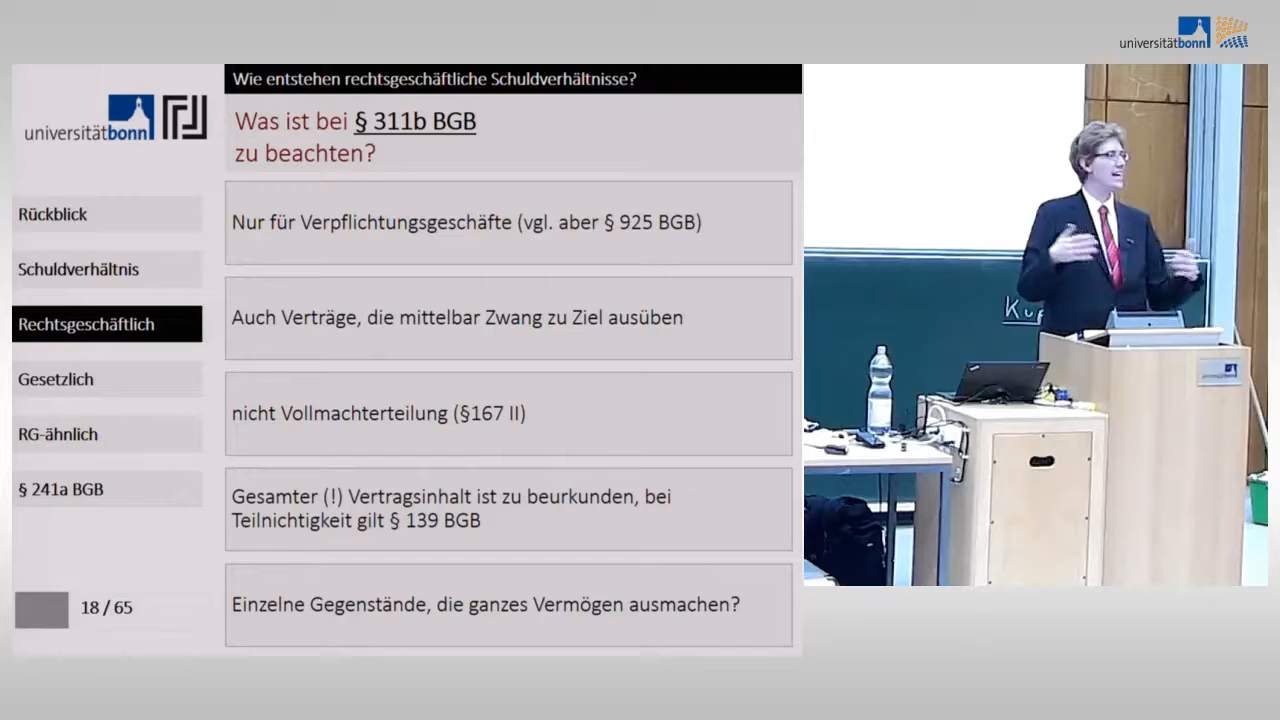 universitätbonn
Wie entstehen rechtsgeschäftliche Schuldverhältnisse?
universitätbonn
Was ist bei § 311b BGB
zu beachten?
Rückblick
Schuldverhältnis
Rechtsgeschäftlich
Gesetzlich
RG-ähnlich
§ 241a BGB
18 / 65
Nur für Verpflichtungsgeschäfte (vgl. aber § 925 BGB)
Auch Verträge, die mittelbar Zwang zu Ziel ausüben
nicht Vollmachterteilung (§167 II)
Gesamter (!) Vertragsinhalt ist zu beurkunden, bei
Teilnichtigkeit gilt § 139 BGB
Einzelne Gegenstände, die ganzes Vermögen ausmachen?